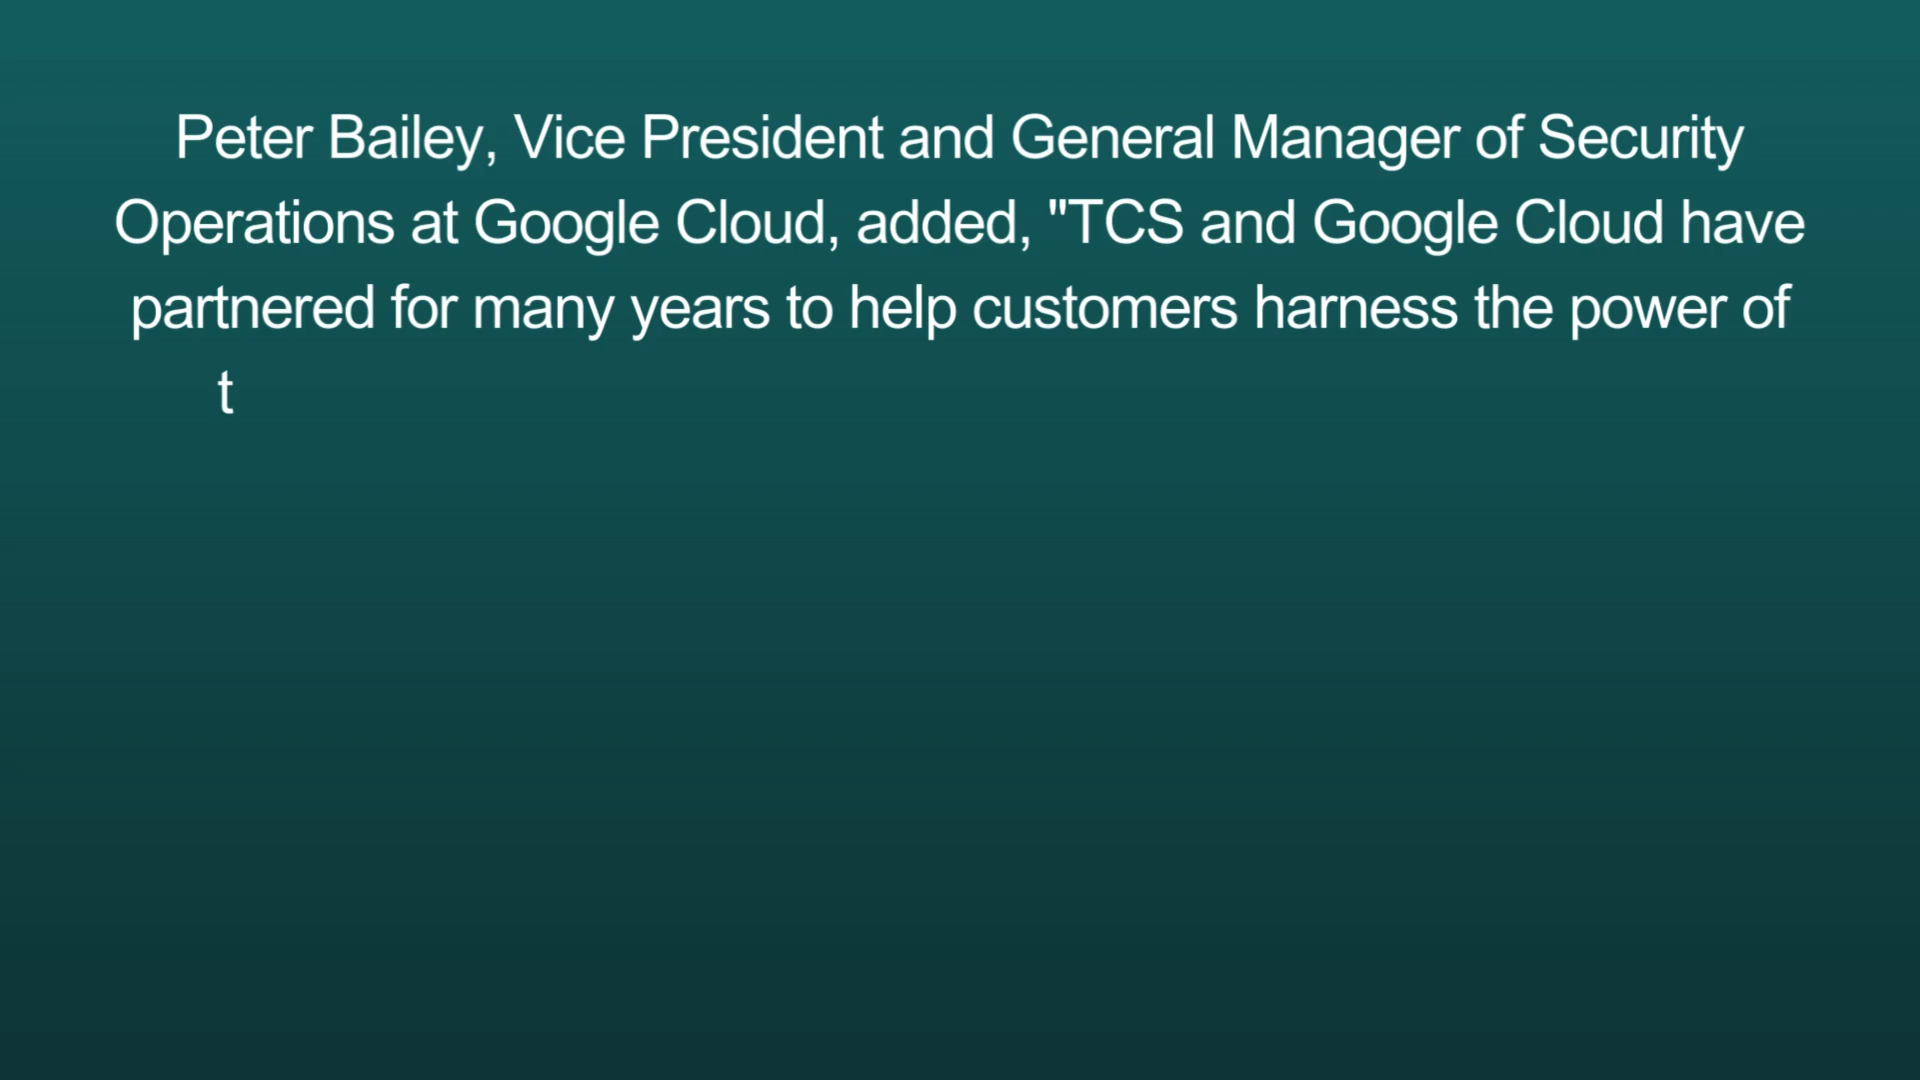 Peter Bailey, Vice President and General Manager of Security
Operations at Google Cloud, added, "TCS and Google Cloud have
partnered for many years to help customers harness the power of
t